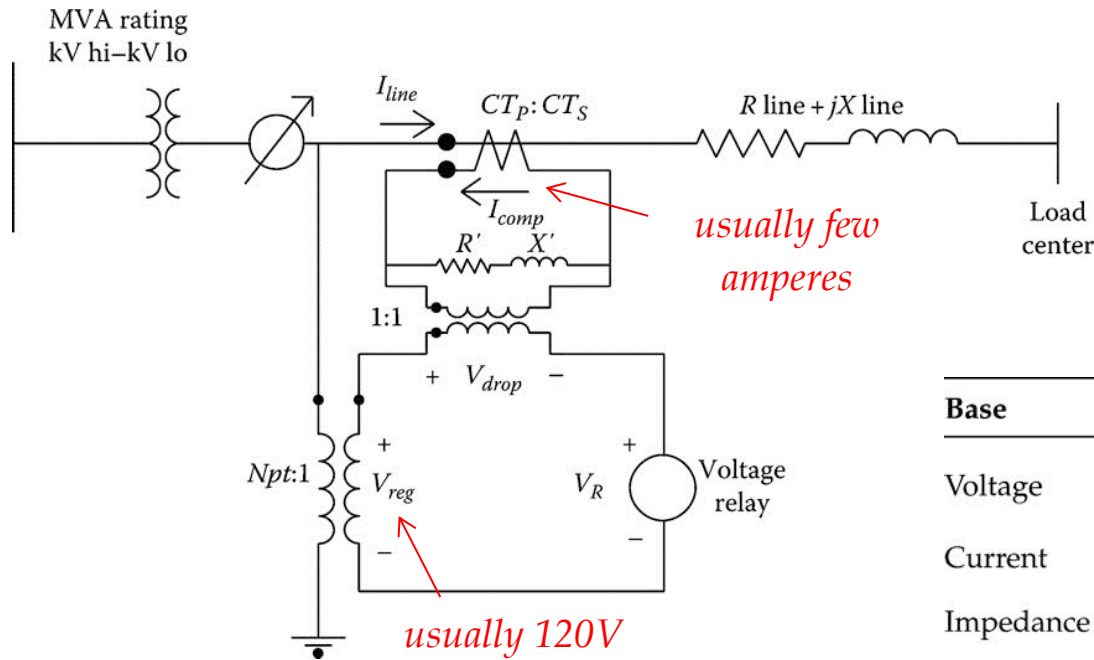 MVA rating
kV hi–kV lo
I_line
CT_P: CT_S
R line + jX line
I_comp
usually few
amperes
Load
center
R'
X'
1:1
+ V_drop –
Base
Npt:1
+
V_reg
–
+
V_R
–
Voltage
relay
Voltage
Current
Impedance
usually 120V